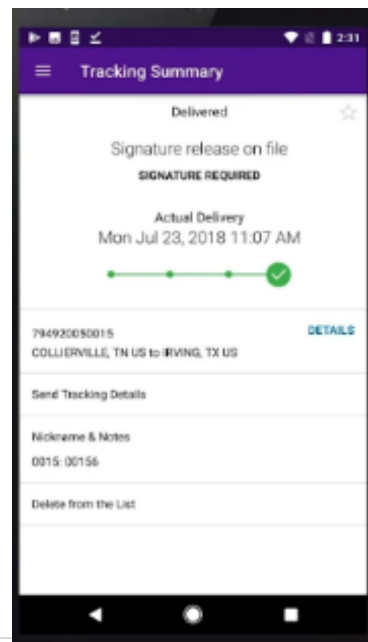 2:31
Tracking Summary
Delivered
Signature release on file
SIGNATURE REQUIRED
Actual Delivery
Mon Jul 23, 2018 11:07 AM
794920050015 DETAILS
COLLIERVILLE, TN US to IRVING, TX US
Send Tracking Details
Nickname & Notes
0015: 00156
Delete from the List